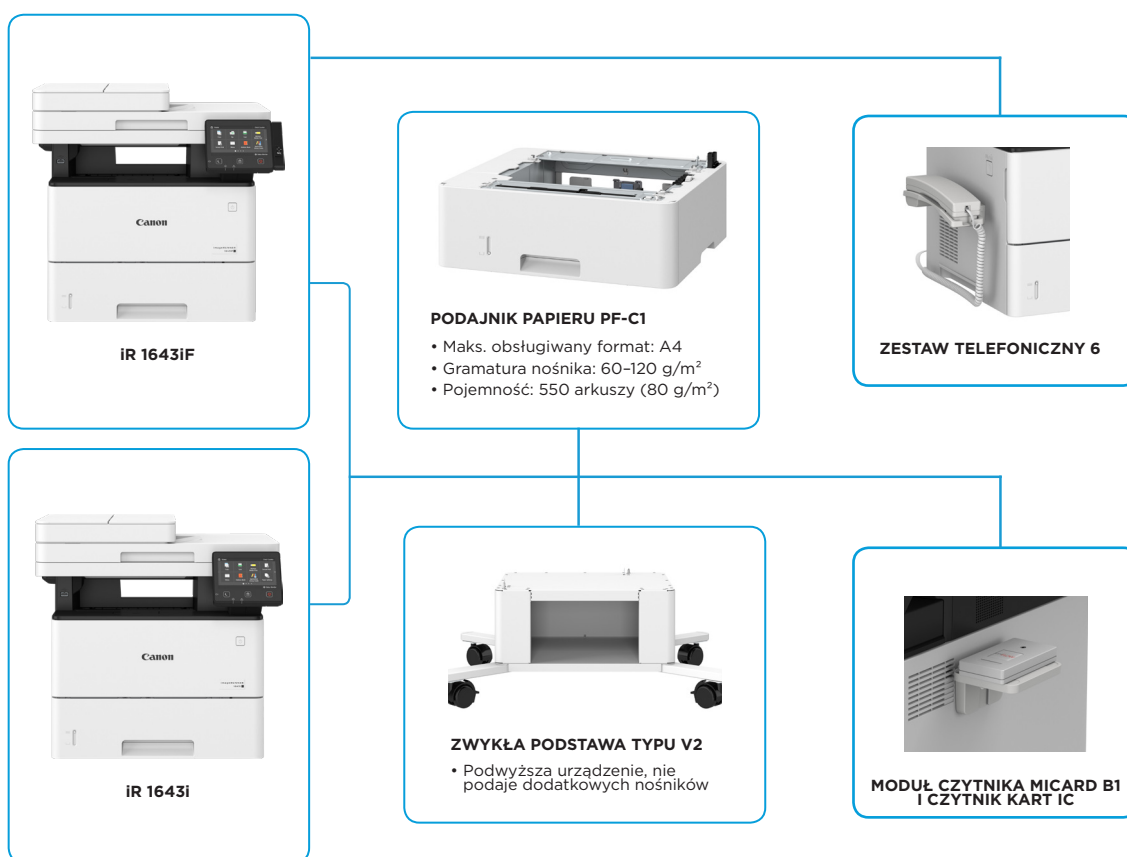 Canon
iR 1643iF
PODAJNIK PAPIERU PF-C1
• Maks. obsługiwany format: A4
• Gramatura nośnika: 60–120 g/m²
• Pojemność: 550 arkuszy (80 g/m²)
ZESTAW TELEFONICZNY 6
Canon
iR 1643i
ZWYKŁA PODSTAWA TYPU V2
• Podwyższa urządzenie, nie
podaje dodatkowych nośników
MODUŁ CZYTNIKA MICARD B1
I CZYTNIK KART IC